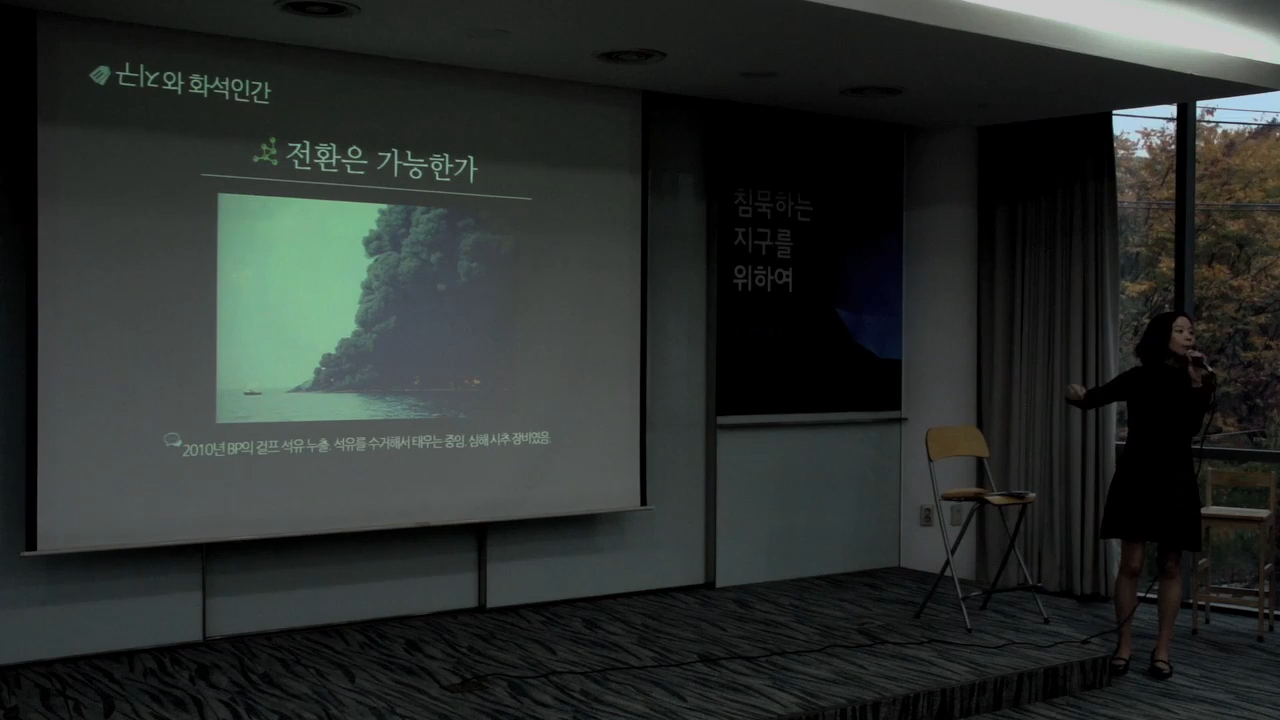 와 화석인간
전환은 가능한가
2010년 BP의 걸프 석유 누출. 석유를 수거해서 태우는 중임. 심해 시추 장비였음.
침묵하는
지구를
위하여